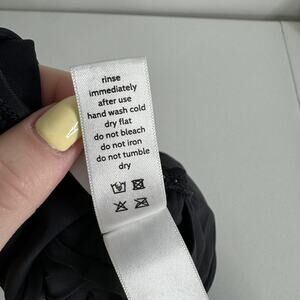 rinse
immediately
after use
hand wash cold
dry flat
do not bleach
do not iron
do not tumble
dry